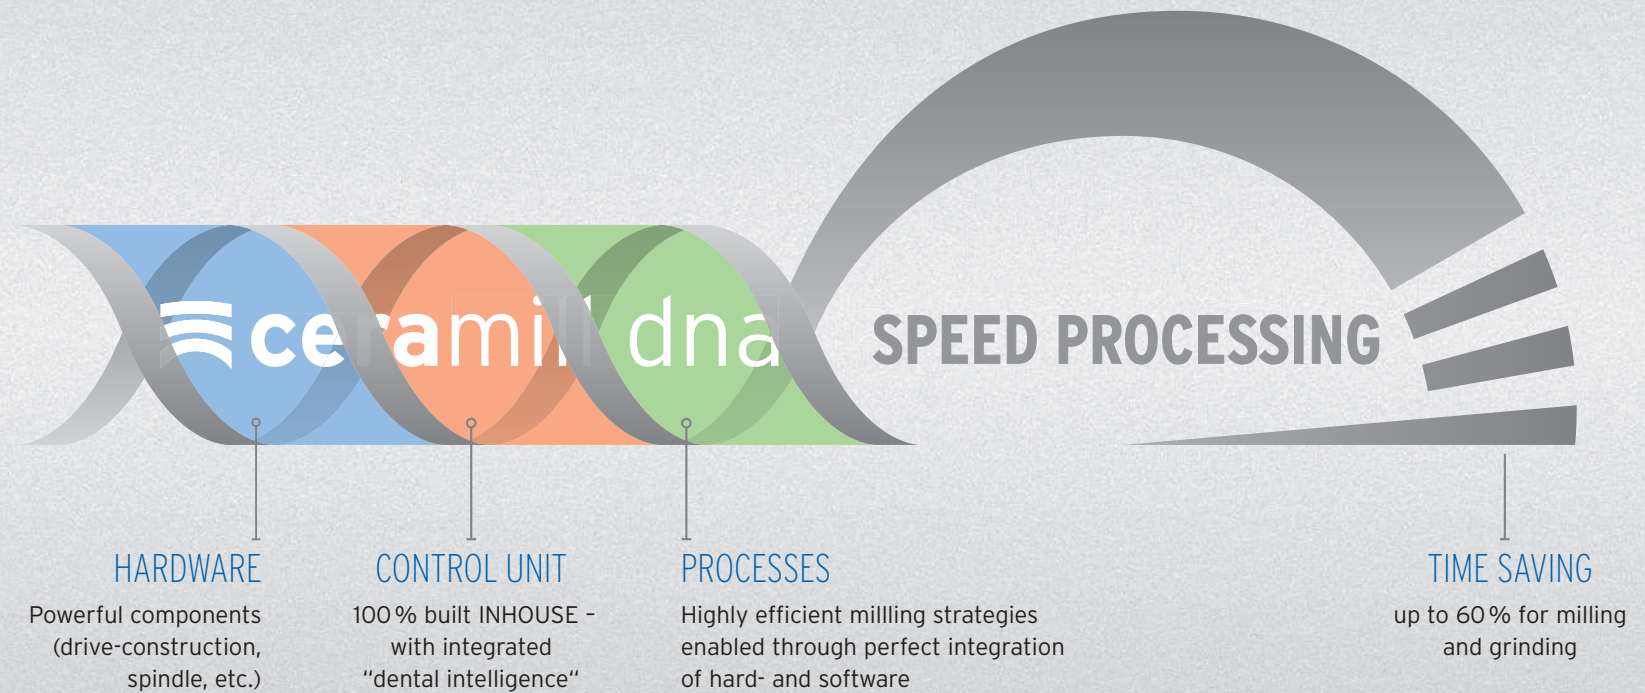 ceramill dna
SPEED PROCESSING
HARDWARE
Powerful components
(drive-construction,
spindle, etc.)
CONTROL UNIT
100 % built INHOUSE –
with integrated
“dental intelligence“
PROCESSES
Highly efficient millling strategies
enabled through perfect integration
of hard- and software
TIME SAVING
up to 60 % for milling
and grinding